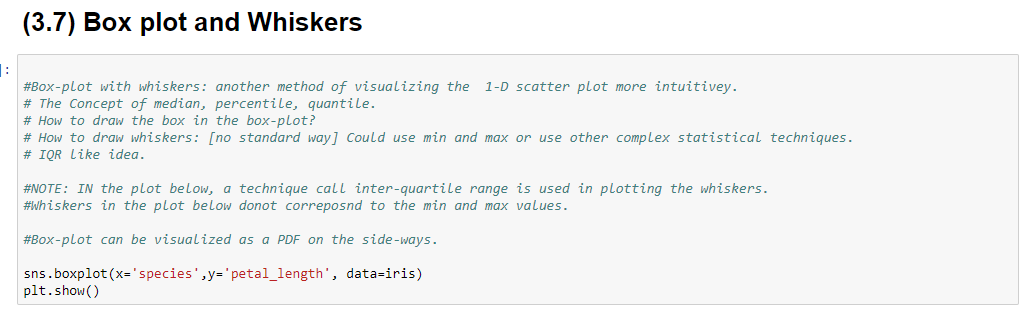 (3.7) Box plot and Whiskers
]:
#Box-plot with whiskers: another method of visualizing the  1-D scatter plot more intuitivey.
# The Concept of median, percentile, quantile.
# How to draw the box in the box-plot?
# How to draw whiskers: [no standard way] Could use min and max or use other complex statistical techniques.
# IQR like idea.
#NOTE: IN the plot below, a technique call inter-quartile range is used in plotting the whiskers.
#Whiskers in the plot below donot correposnd to the min and max values.
#Box-plot can be visualized as a PDF on the side-ways.
sns.boxplot(x='species',y='petal_length', data=iris)
plt.show()